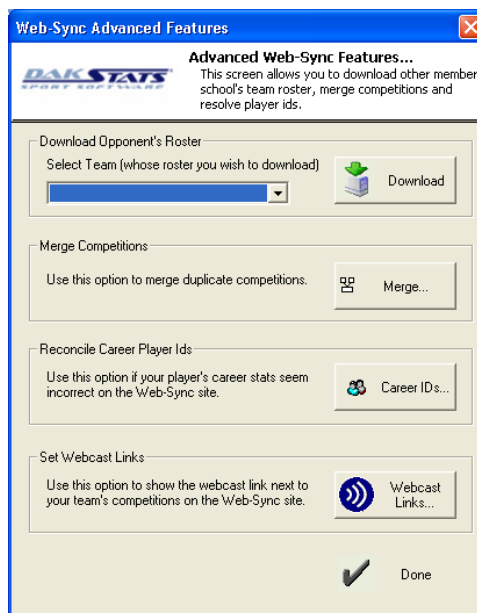 Web-Sync Advanced Features
DAKSTATS
SPORT SOFTWARE
Advanced Web-Sync Features...
This screen allows you to download other member
school's team roster, merge competitions and
resolve player ids.
Download Opponent's Roster
Select Team (whose roster you wish to download)
Download
Merge Competitions
Use this option to merge duplicate competitions.
Merge...
Reconcile Career Player Ids
Use this option if your player's career stats seem
incorrect on the Web-Sync site.
Career IDs...
Set Webcast Links
Use this option to show the webcast link next to
your team's competitions on the Web-Sync site.
Webcast
Links...
Done